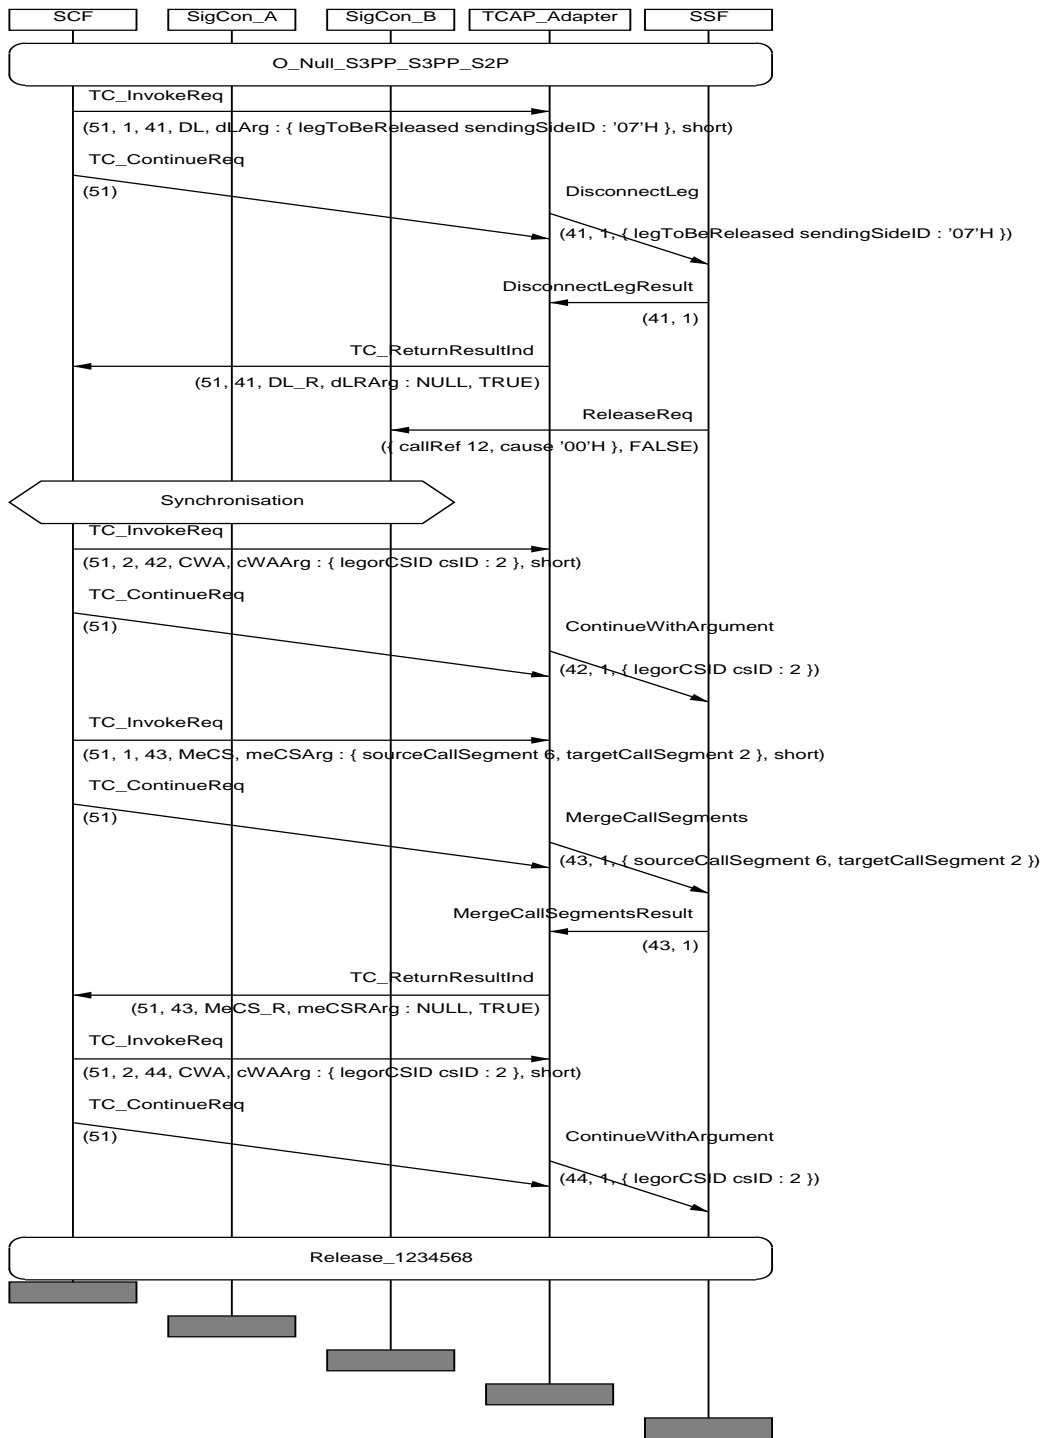 SCF SigCon_A SigCon_B TCAP_Adapter SSF
O_Null_S3PP_S3PP_S2P
TC_InvokeReq
(51, 1, 41, DL, dLArg : { legToBeReleased sendingSideID : '07'H }, short)
TC_ContinueReq
(51)
DisconnectLeg
(41, 1, { legToBeReleased sendingSideID : '07'H })
DisconnectLegResult
(41, 1)
TC_ReturnResultInd
(51, 41, DL_R, dLRArg : NULL, TRUE)
ReleaseReq
({ callRef 12, cause '00'H }, FALSE)
Synchronisation
TC_InvokeReq
(51, 2, 42, CWA, cWAArg : { legorCSID csID : 2 }, short)
TC_ContinueReq
(51)
ContinueWithArgument
(42, 1, { legorCSID csID : 2 })
TC_InvokeReq
(51, 1, 43, MeCS, meCSArg : { sourceCallSegment 6, targetCallSegment 2 }, short)
TC_ContinueReq
(51)
MergeCallSegments
(43, 1, { sourceCallSegment 6, targetCallSegment 2 })
MergeCallSegmentsResult
(43, 1)
TC_ReturnResultInd
(51, 43, MeCS_R, meCSRArg : NULL, TRUE)
TC_InvokeReq
(51, 2, 44, CWA, cWAArg : { legorCSID csID : 2 }, short)
TC_ContinueReq
(51)
ContinueWithArgument
(44, 1, { legorCSID csID : 2 })
Release_1234568